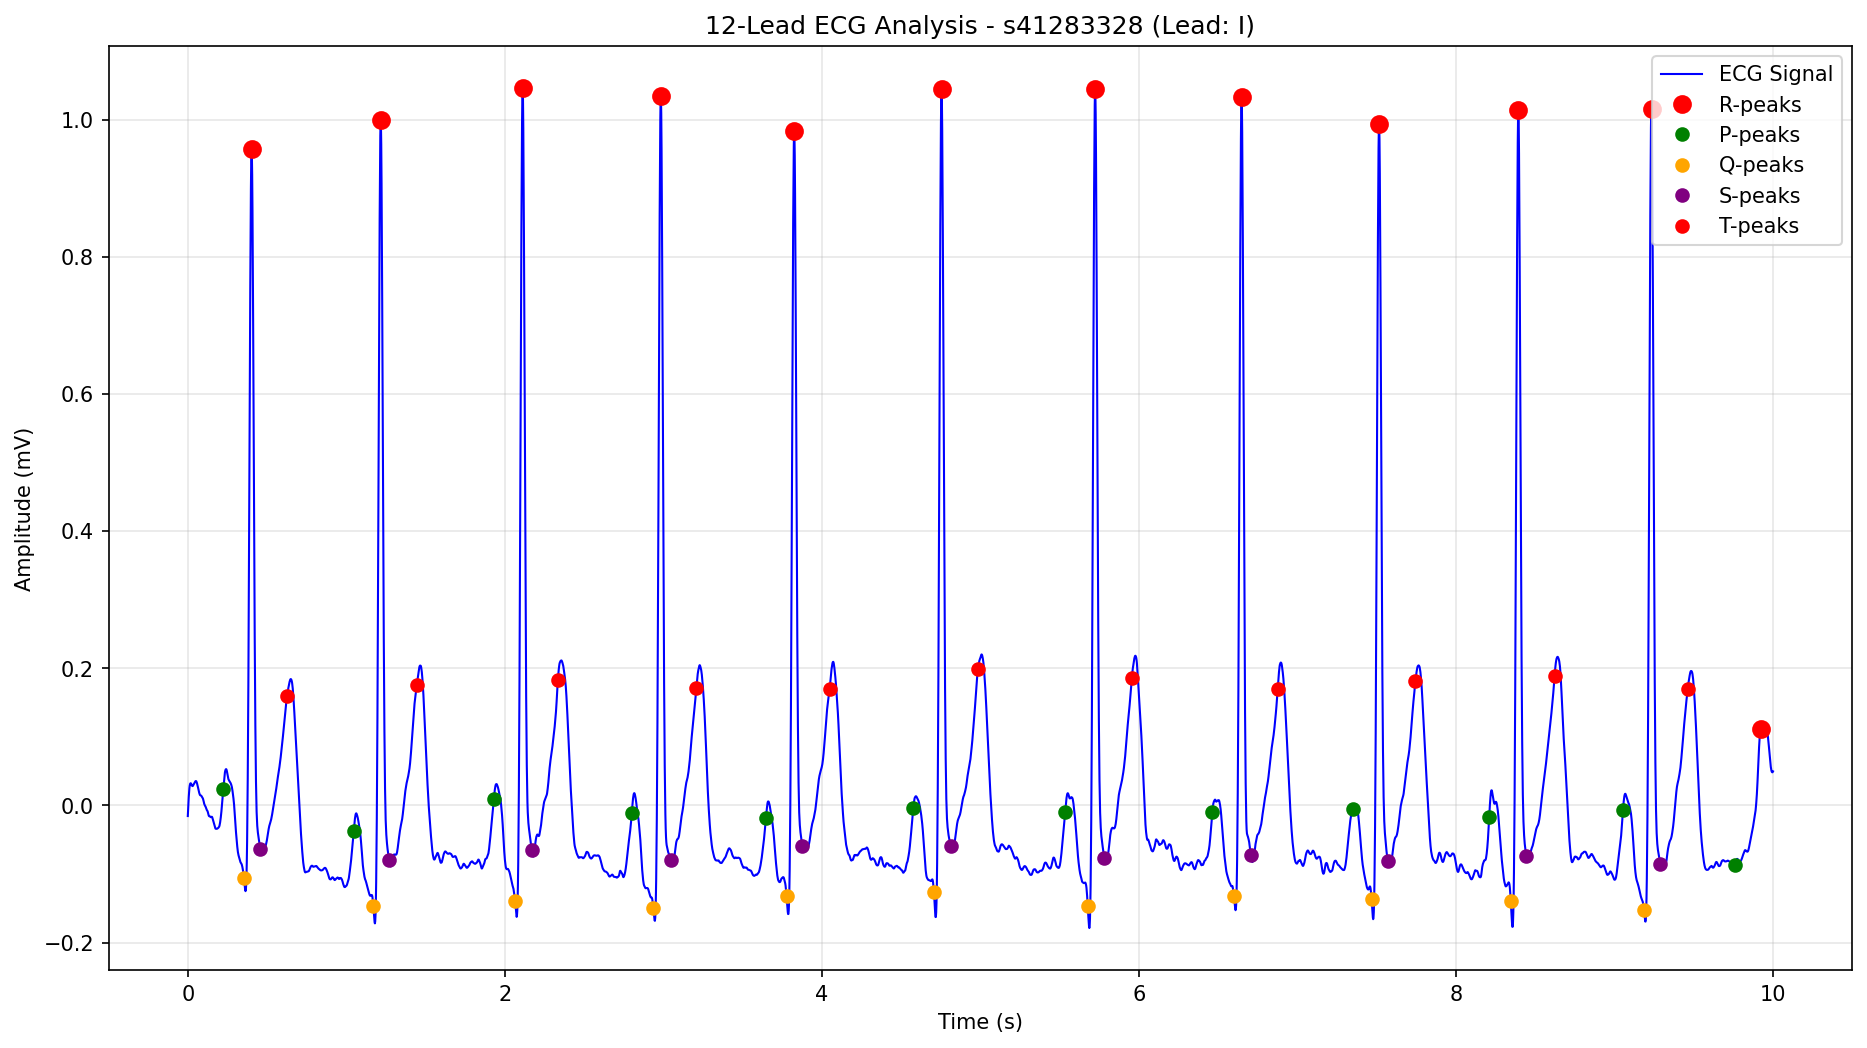 12-Lead ECG Analysis - s41283328 (Lead: I)
ECG Signal
R-peaks
P-peaks
Q-peaks
S-peaks
T-peaks
Amplitude (mV)
1.0
0.8
0.6
0.4
0.2
0.0
−0.2
0 2 4 6 8 10
Time (s)